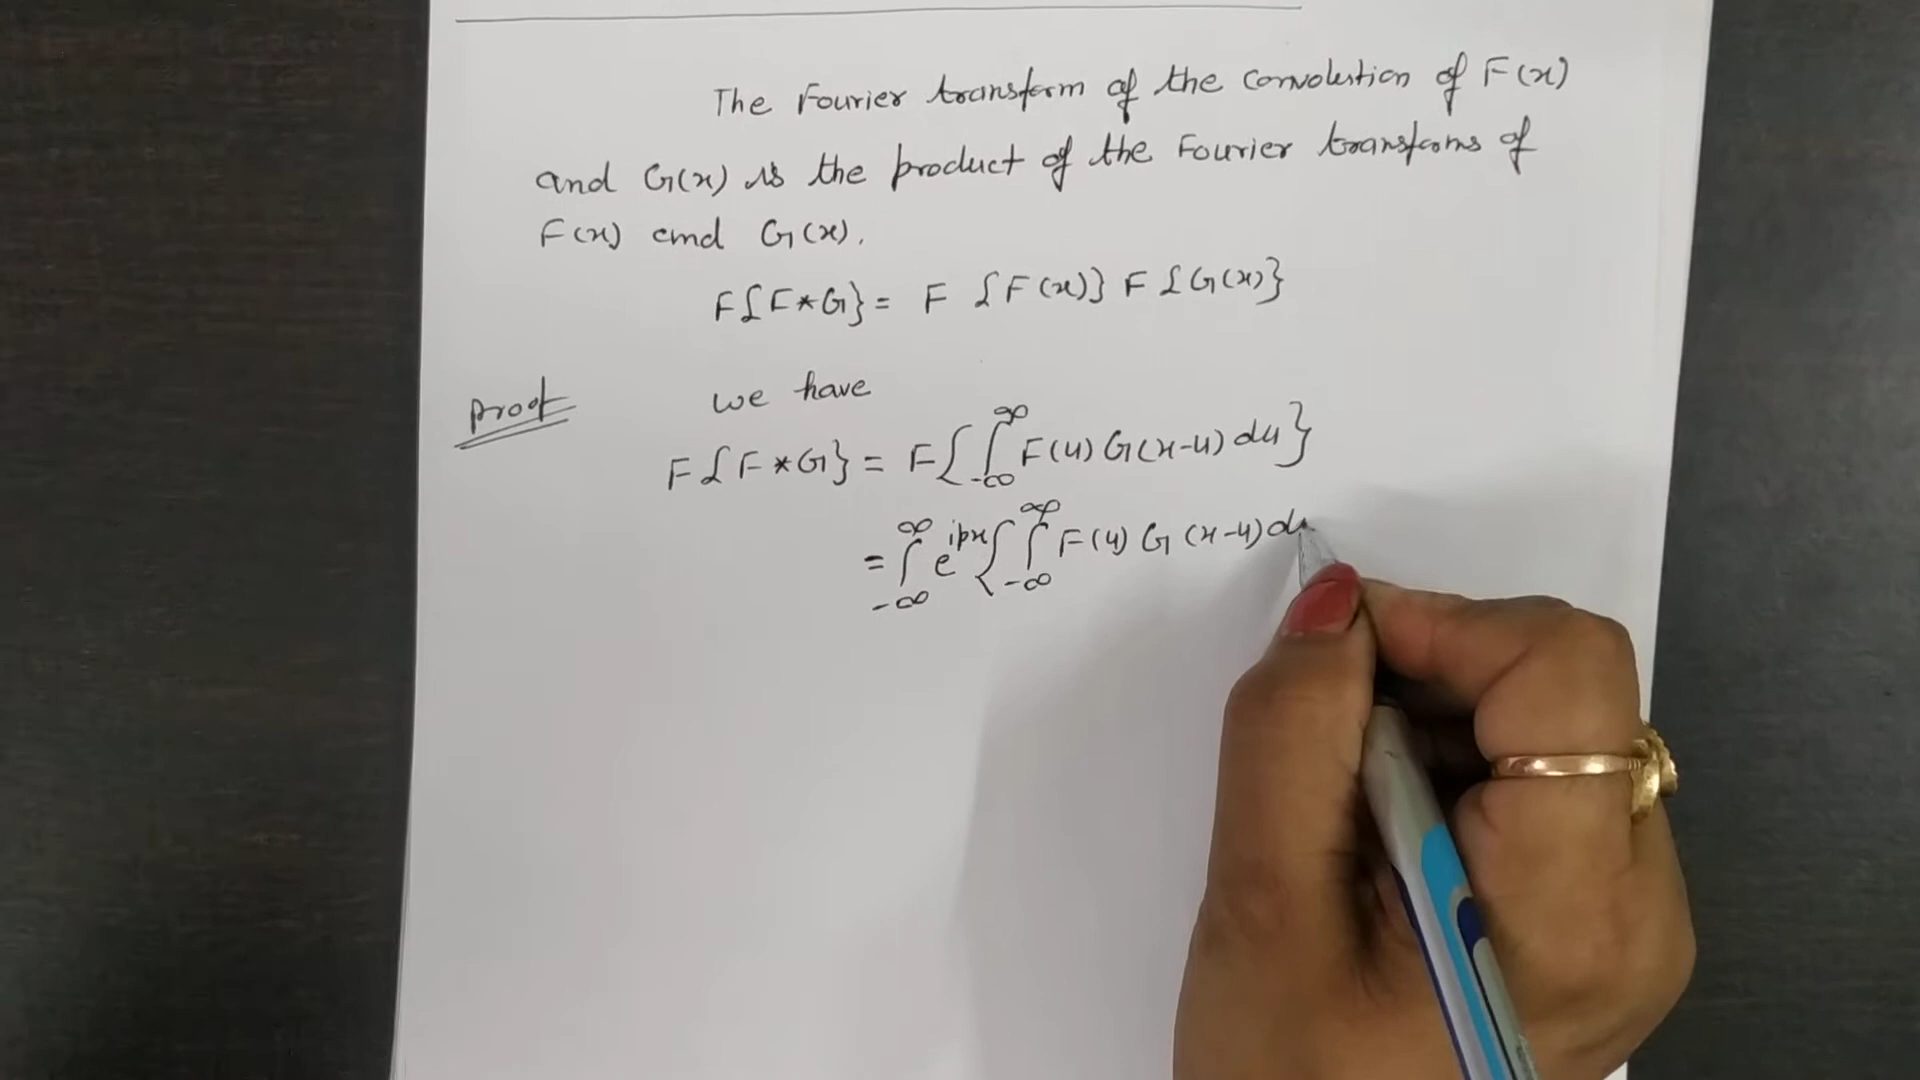 The Fourier transform of the convolution of F(x)
and G(x) is the product of the Fourier transforms of
F(x) and G(x).
F{F*G} = F {F(x)} F {G(x)}
Proof we have
F{F*G} = F{∫_{-∞}^{∞} F(u) G(x-u) du}
= ∫_{-∞}^{∞} e^{ipx} {∫_{-∞}^{∞} F(u) G(x-u) du